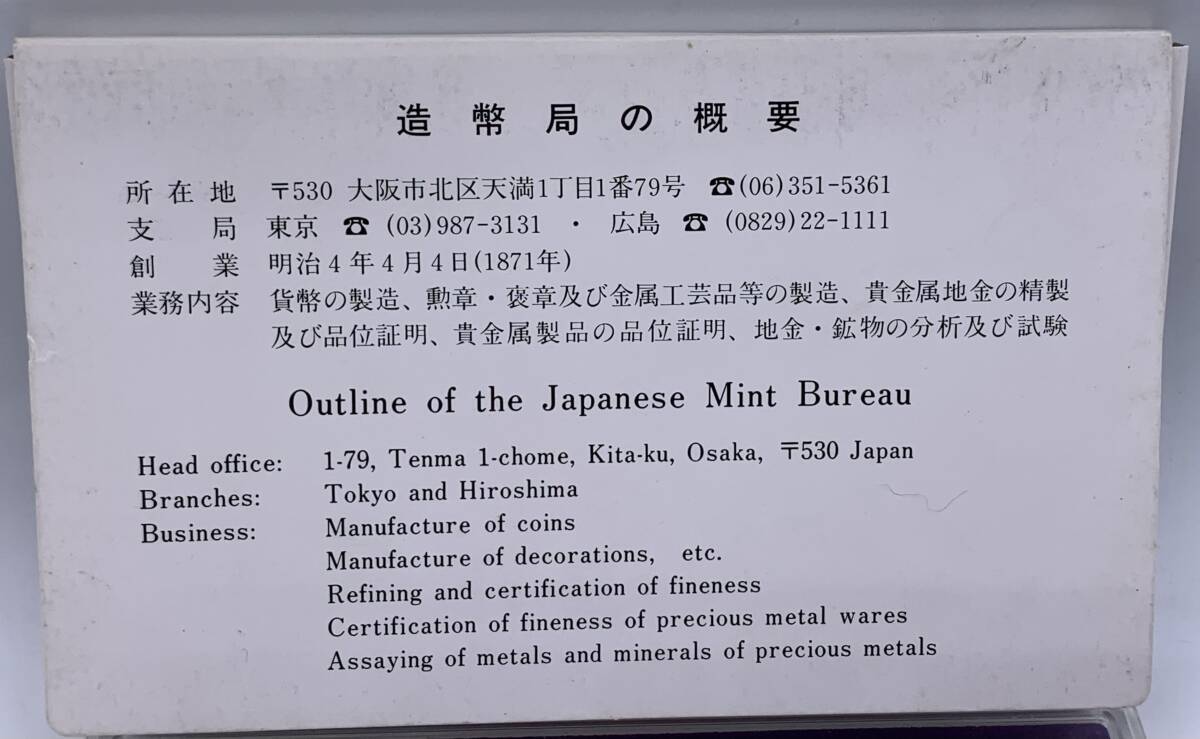 造幣局の概要
所在地 〒530 大阪市北区天満1丁目1番79号 ☎(06)351-5361
支局 東京 ☎ (03)987-3131 ・ 広島 ☎ (0829)22-1111
創業 明治4年4月4日(1871年)
業務内容 貨幣の製造、勲章・褒章及び金属工芸品等の製造、貴金属地金の精製
及び品位証明、貴金属製品の品位証明、地金・鉱物の分析及び試験
Outline of the Japanese Mint Bureau
Head office: 1-79, Tenma 1-chome, Kita-ku, Osaka, 〒530 Japan
Branches: Tokyo and Hiroshima
Business: Manufacture of coins
Manufacture of decorations, etc.
Refining and certification of fineness
Certification of fineness of precious metal wares
Assaying of metals and minerals of precious metals